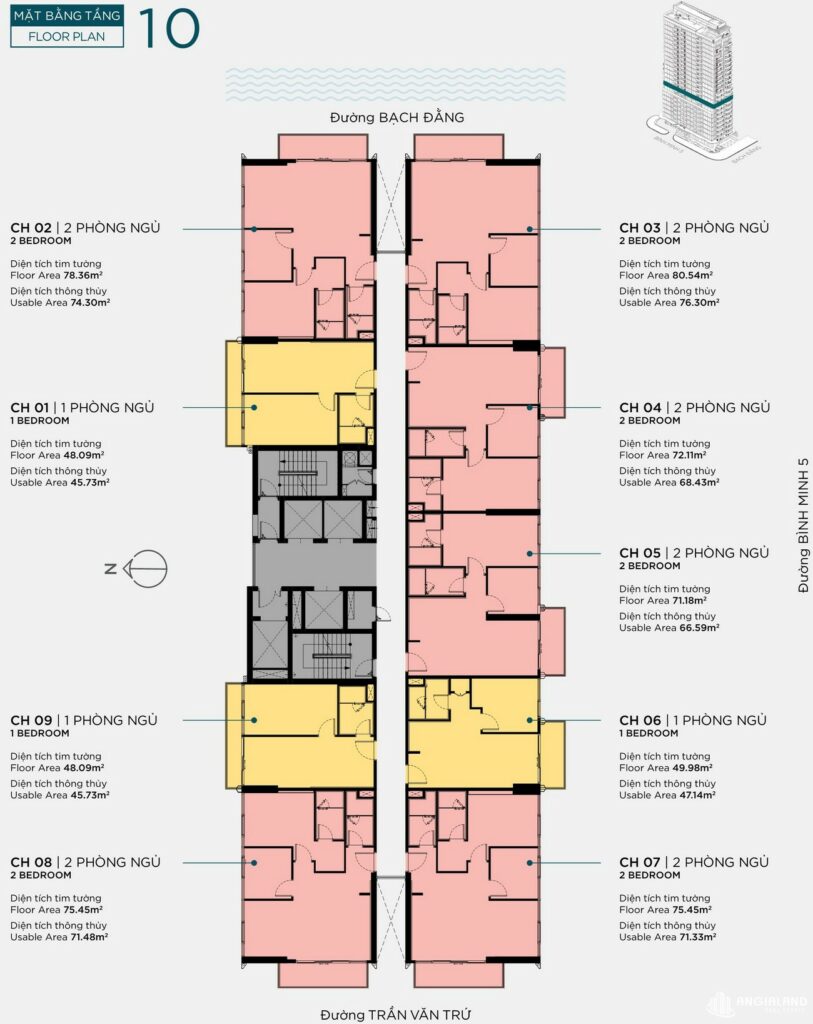 MẶT BẰNG TẦNG
FLOOR PLAN
10
Đường BẠCH ĐẰNG
BÌNH MINH 5
BẠCH ĐẰNG
CH 02 | 2 PHÒNG NGỦ
2 BEDROOM
Diện tích tim tường
Floor Area 78.36m²
Diện tích thông thủy
Usable Area 74.30m²
CH 03 | 2 PHÒNG NGỦ
2 BEDROOM
Diện tích tim tường
Floor Area 80.54m²
Diện tích thông thủy
Usable Area 76.30m²
CH 01 | 1 PHÒNG NGỦ
1 BEDROOM
Diện tích tim tường
Floor Area 48.09m²
Diện tích thông thủy
Usable Area 45.73m²
CH 04 | 2 PHÒNG NGỦ
2 BEDROOM
Diện tích tim tường
Floor Area 72.11m²
Diện tích thông thủy
Usable Area 68.43m²
N
CH 05 | 2 PHÒNG NGỦ
2 BEDROOM
Diện tích tim tường
Floor Area 71.18m²
Diện tích thông thủy
Usable Area 66.59m²
Đường BÌNH MINH 5
CH 09 | 1 PHÒNG NGỦ
1 BEDROOM
Diện tích tim tường
Floor Area 48.09m²
Diện tích thông thủy
Usable Area 45.73m²
CH 06 | 1 PHÒNG NGỦ
1 BEDROOM
Diện tích tim tường
Floor Area 49.98m²
Diện tích thông thủy
Usable Area 47.14m²
CH 08 | 2 PHÒNG NGỦ
2 BEDROOM
Diện tích tim tường
Floor Area 75.45m²
Diện tích thông thủy
Usable Area 71.48m²
CH 07 | 2 PHÒNG NGỦ
2 BEDROOM
Diện tích tim tường
Floor Area 75.45m²
Diện tích thông thủy
Usable Area 71.33m²
Đường TRẦN VĂN TRỨ
ANGIALAND